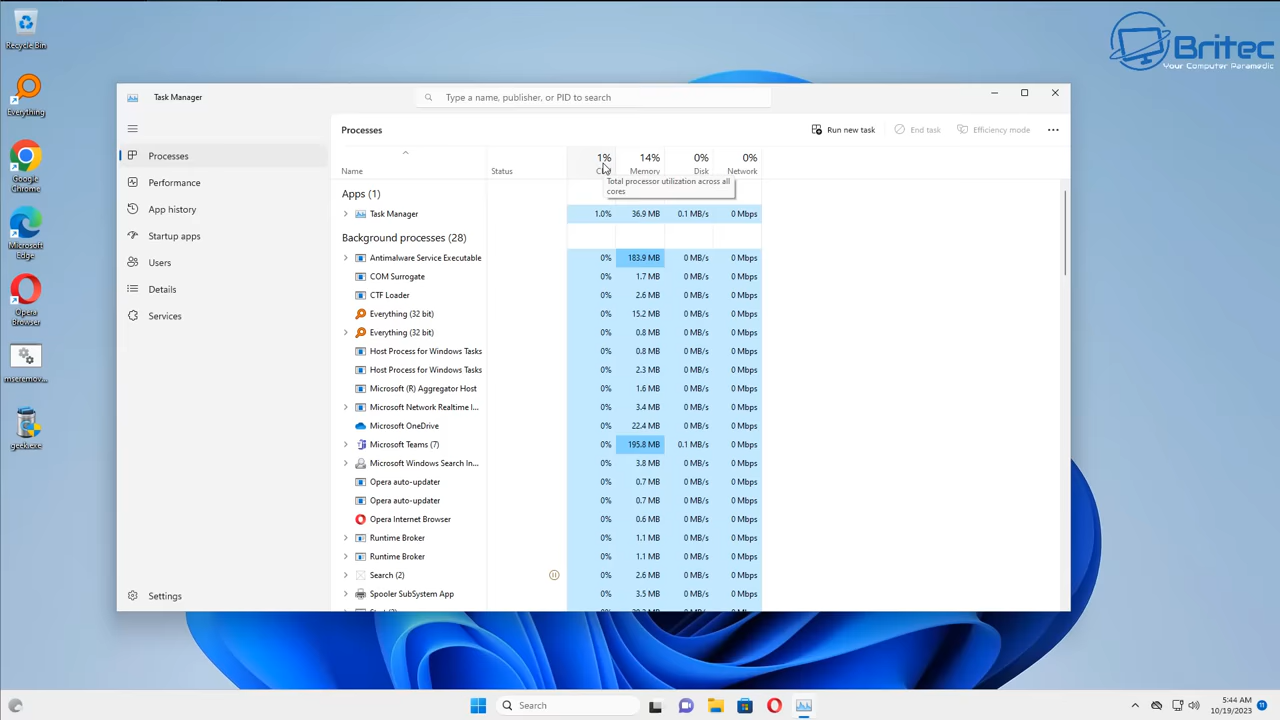 Recycle Bin
Everything
Google
Chrome
Microsoft
Edge
Opera
Browser
mseremov...
geek.exe
Britec
Your Computer Paramedic
Task Manager
Type a name, publisher, or PID to search
Processes
Run new task
End task
Efficiency mode
Processes
Performance
App history
Startup apps
Users
Details
Services
Settings
1% 14% 0% 0%
Name Status Memory Disk Network
Total processor utilization across all
cores
Apps (1)
Task Manager 1.0% 36.9 MB 0.1 MB/s 0 Mbps
Background processes (28)
Antimalware Service Executable 0% 183.9 MB 0 MB/s 0 Mbps
COM Surrogate 0% 1.7 MB 0 MB/s 0 Mbps
CTF Loader 0% 2.6 MB 0 MB/s 0 Mbps
Everything (32 bit) 0% 15.2 MB 0 MB/s 0 Mbps
Everything (32 bit) 0% 0.8 MB 0 MB/s 0 Mbps
Host Process for Windows Tasks 0% 0.8 MB 0 MB/s 0 Mbps
Host Process for Windows Tasks 0% 2.3 MB 0 MB/s 0 Mbps
Microsoft (R) Aggregator Host 0% 1.6 MB 0 MB/s 0 Mbps
Microsoft Network Realtime I... 0% 3.4 MB 0 MB/s 0 Mbps
Microsoft OneDrive 0% 22.4 MB 0 MB/s 0 Mbps
Microsoft Teams (7) 0% 195.8 MB 0.1 MB/s 0 Mbps
Microsoft Windows Search In... 0% 3.8 MB 0 MB/s 0 Mbps
Opera auto-updater 0% 0.7 MB 0 MB/s 0 Mbps
Opera auto-updater 0% 0.7 MB 0 MB/s 0 Mbps
Opera Internet Browser 0% 0.6 MB 0 MB/s 0 Mbps
Runtime Broker 0% 1.1 MB 0 MB/s 0 Mbps
Runtime Broker 0% 1.1 MB 0 MB/s 0 Mbps
Search (2) 0% 2.6 MB 0 MB/s 0 Mbps
Spooler SubSystem App 0% 3.5 MB 0 MB/s 0 Mbps
Search
5:44 AM
10/19/2023
11